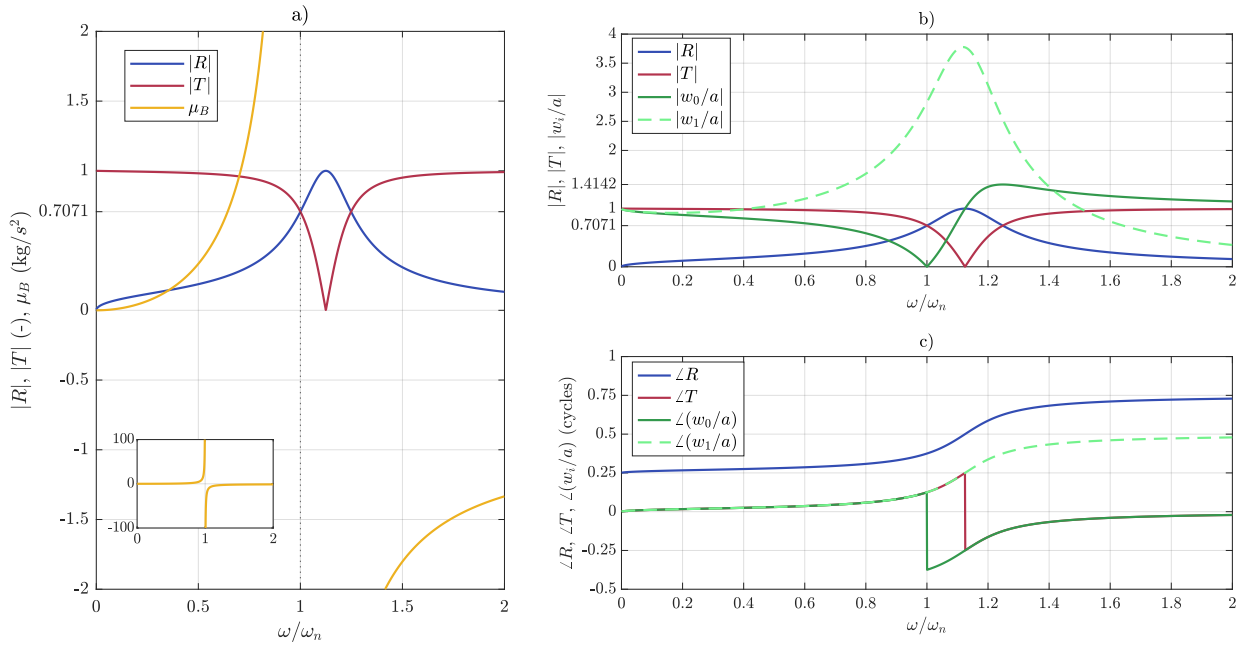 a)
|R|, |T| (-), μ_B (kg/s²)
2
1.5
1
0.7071
0
-0.5
-1
-1.5
-2
|R|
|T|
μ_B
100
0
-100
0
1
2
0
0.5
1
1.5
2
ω/ω_n
b)
|R|, |T|, |w_i/a|
4
3.5
3
2.5
2
1.4142
1
0.7071
0
|R|
|T|
|w_0/a|
|w_1/a|
0
0.2
0.4
0.6
0.8
1
1.2
1.4
1.6
1.8
2
ω/ω_n
c)
∠R, ∠T, ∠(w_i/a) (cycles)
1
0.75
0.5
0.25
0
-0.25
-0.5
∠R
∠T
∠(w_0/a)
∠(w_1/a)
0
0.2
0.4
0.6
0.8
1
1.2
1.4
1.6
1.8
2
ω/ω_n